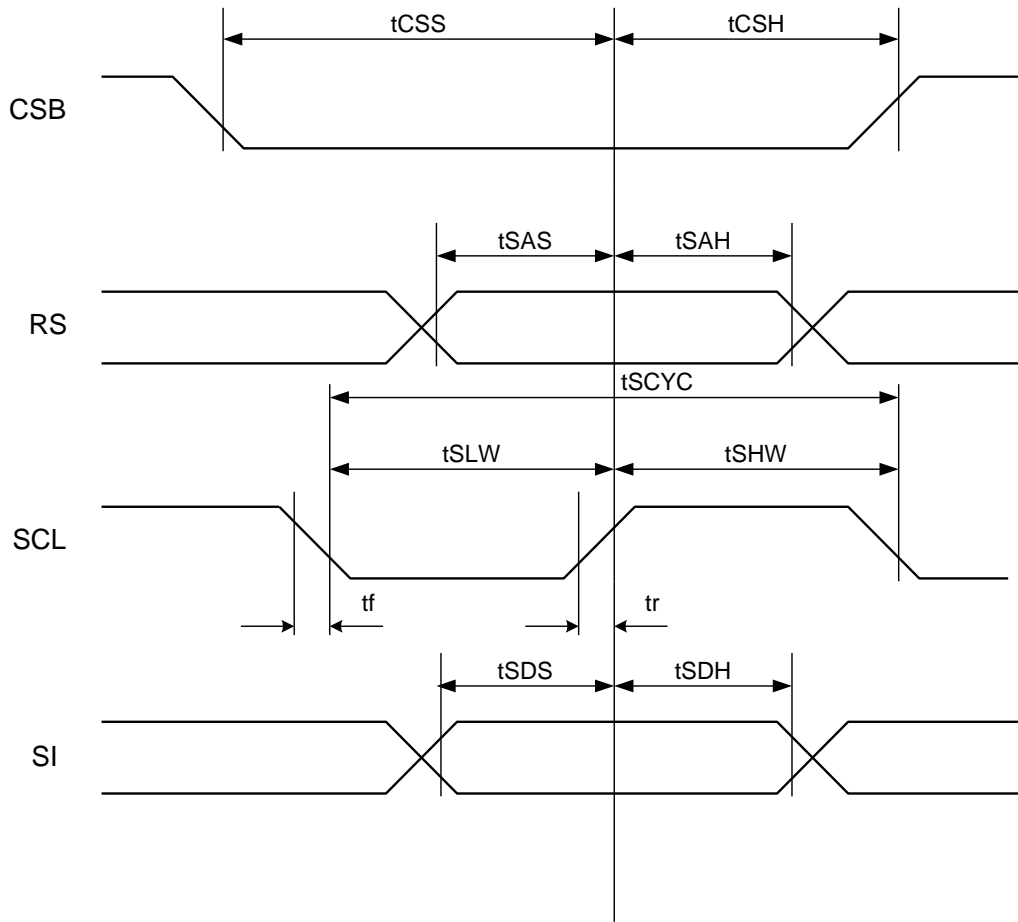 tCSS
tCSH
CSB
tSAS
tSAH
RS
tSCYC
tSLW
tSHW
SCL
tf
tr
tSDS
tSDH
SI